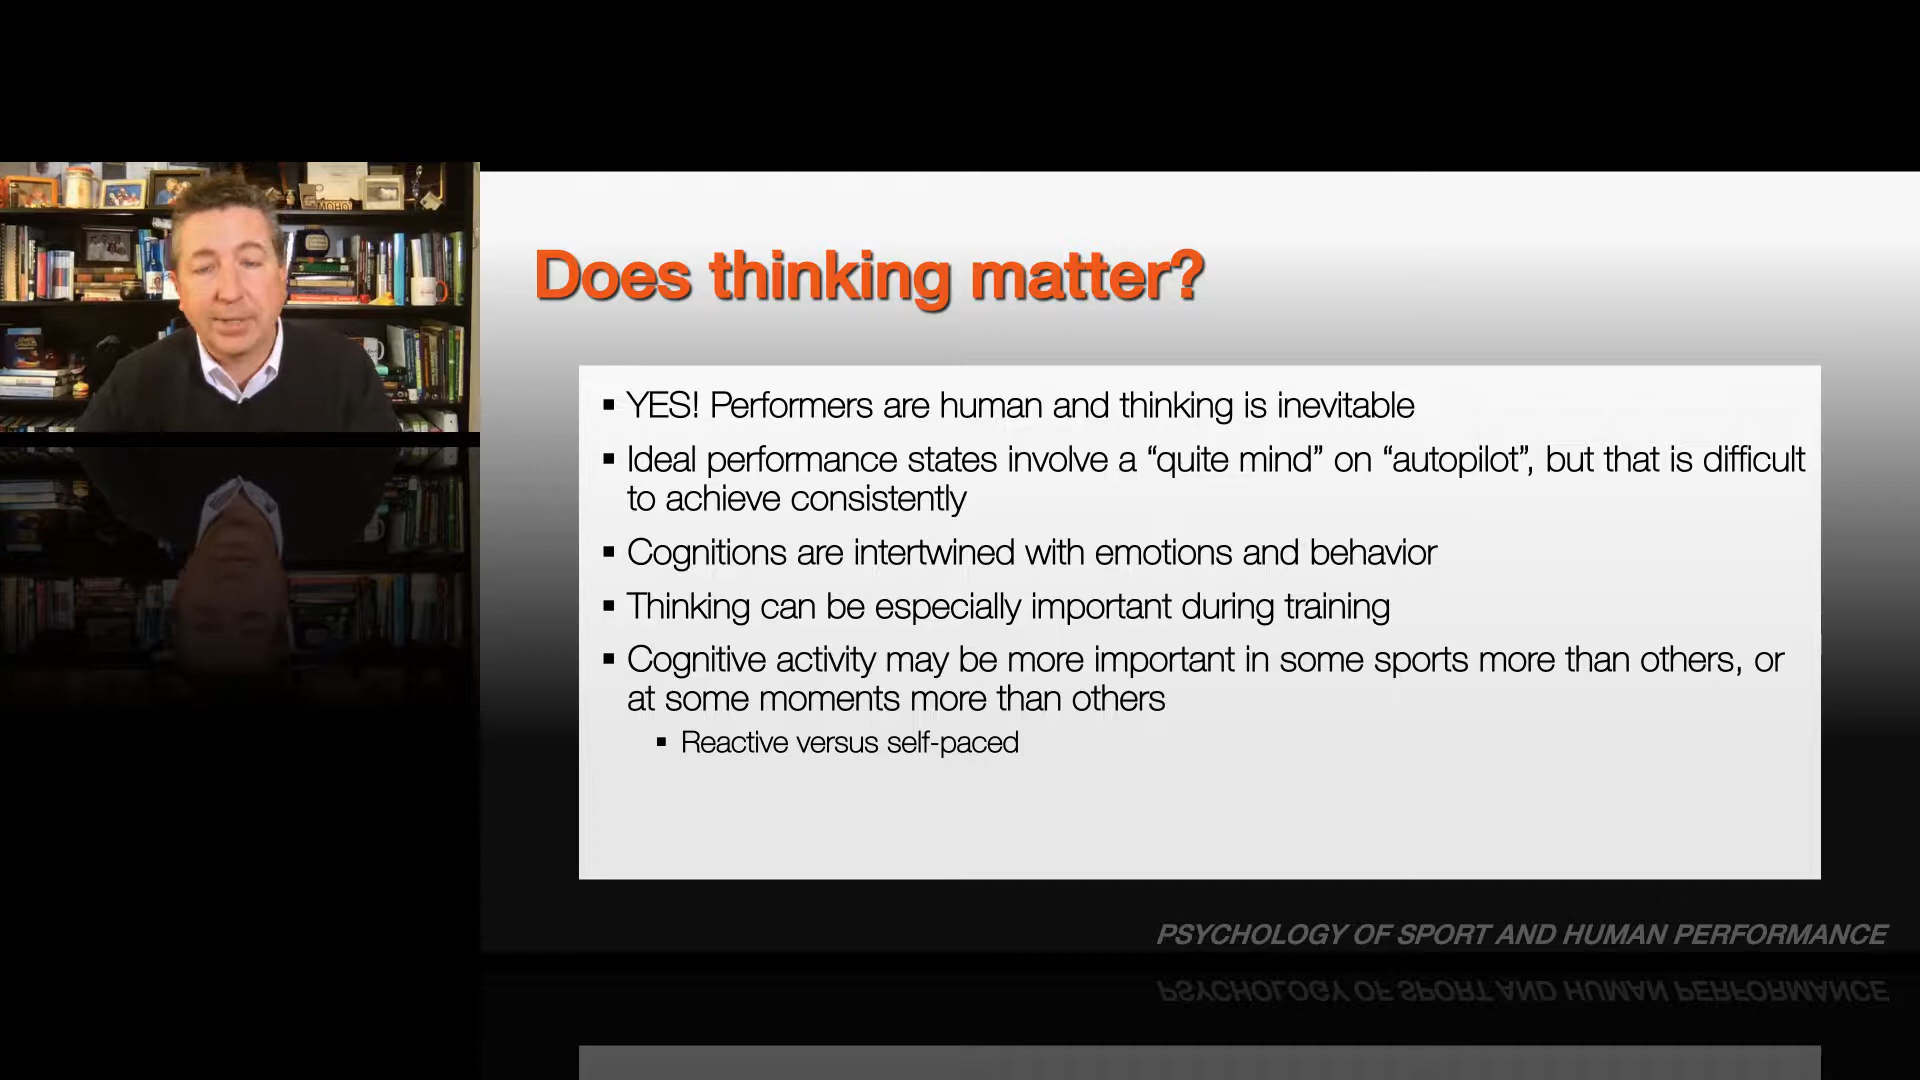 MOHO
Does thinking matter?
▪ YES! Performers are human and thinking is inevitable
▪ Ideal performance states involve a “quite mind” on “autopilot”, but that is difficult
to achieve consistently
▪ Cognitions are intertwined with emotions and behavior
▪ Thinking can be especially important during training
▪ Cognitive activity may be more important in some sports more than others, or
at some moments more than others
▪ Reactive versus self-paced
PSYCHOLOGY OF SPORT AND HUMAN PERFORMANCE